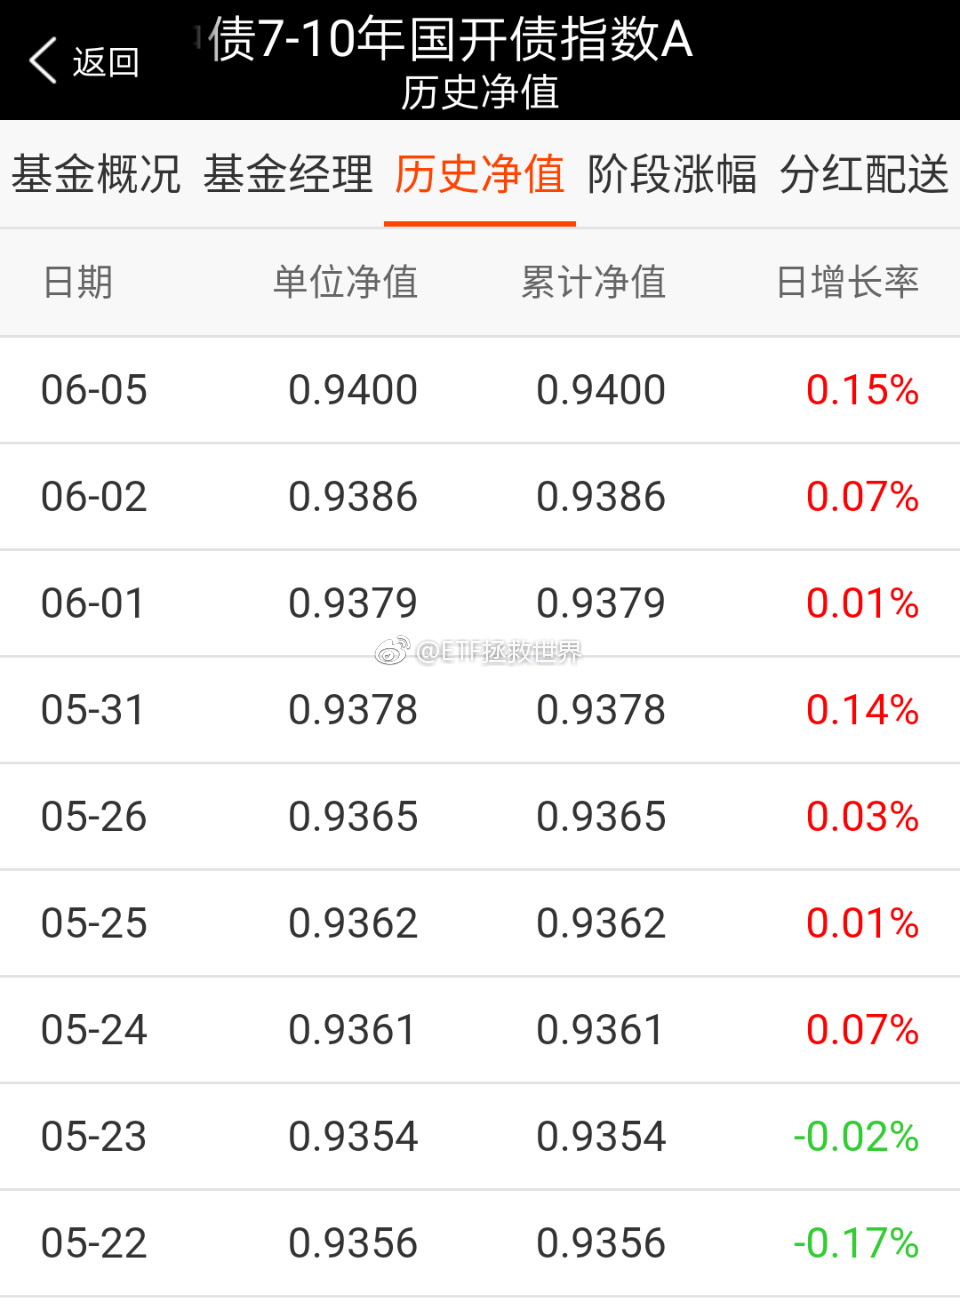 债7-10年国开债指数A
返回
历史净值
基金概况 基金经理 历史净值 阶段涨幅 分红配送
日期 单位净值 累计净值 日增长率
06-05 0.9400 0.9400 0.15%
06-02 0.9386 0.9386 0.07%
06-01 0.9379 0.9379 0.01%
@ETF拯救世界
05-31 0.9378 0.9378 0.14%
05-26 0.9365 0.9365 0.03%
05-25 0.9362 0.9362 0.01%
05-24 0.9361 0.9361 0.07%
05-23 0.9354 0.9354 -0.02%
05-22 0.9356 0.9356 -0.17%